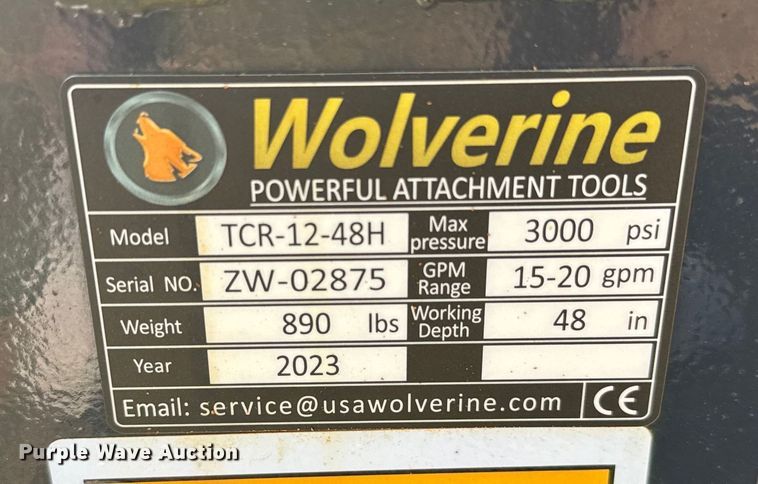 Wolverine
POWERFUL ATTACHMENT TOOLS
Model TCR-12-48H Max pressure 3000 psi
Serial NO. ZW-02875 GPM Range 15-20 gpm
Weight 890 lbs Working Depth 48 in
Year 2023
Email: service@usawolverine.com CE
Purple Wave Auction